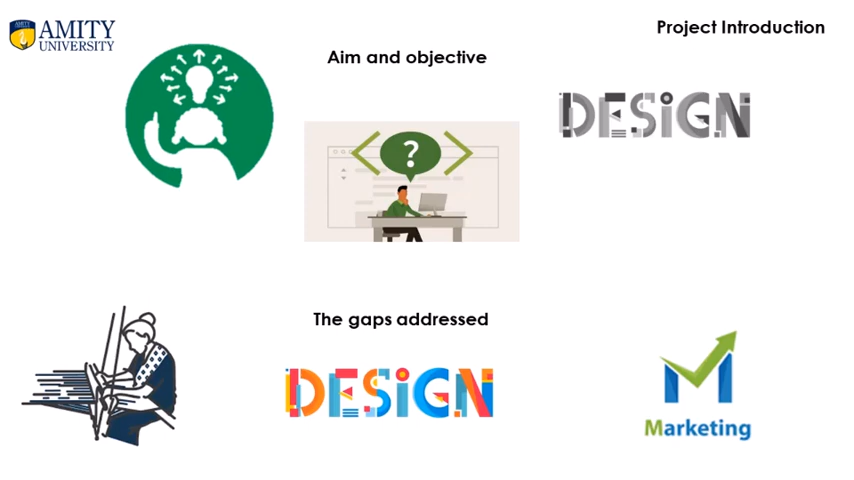 AMITY
UNIVERSITY
Project Introduction
Aim and objective
DESiGN
?
The gaps addressed
DESiGN
Marketing